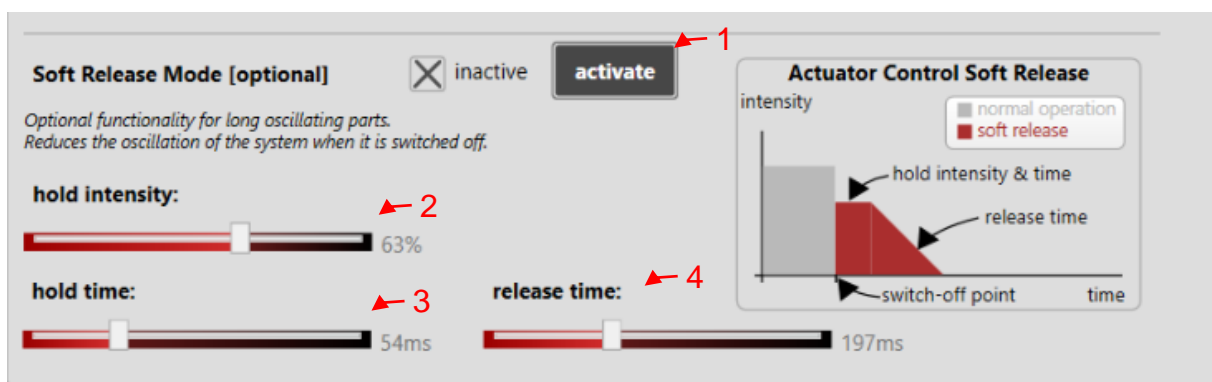 1
Soft Release Mode [optional]
inactive
activate
Optional functionality for long oscillating parts.
Reduces the oscillation of the system when it is switched off.
hold intensity:
2
63%
hold time:
3
54ms
release time:
4
197ms
Actuator Control Soft Release
intensity
normal operation
soft release
hold intensity & time
release time
switch-off point
time